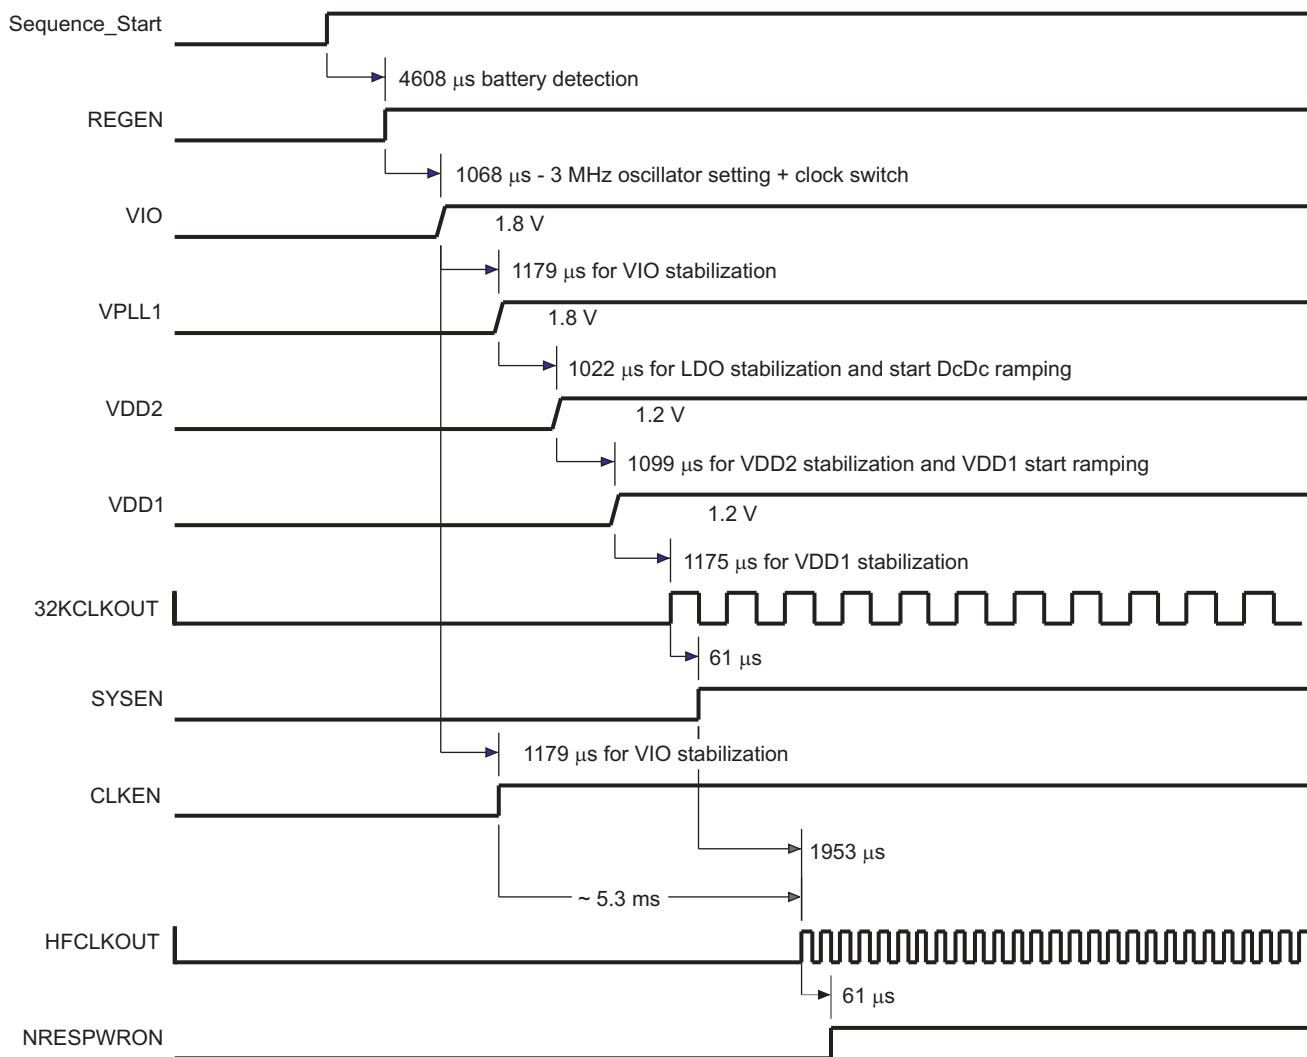 Sequence_Start
4608 µs battery detection
REGEN
1068 µs - 3 MHz oscillator setting + clock switch
VIO
1.8 V
1179 µs for VIO stabilization
VPLL1
1.8 V
1022 µs for LDO stabilization and start DcDc ramping
VDD2
1.2 V
1099 µs for VDD2 stabilization and VDD1 start ramping
VDD1
1.2 V
1175 µs for VDD1 stabilization
32KCLKOUT
61 µs
SYSEN
1179 µs for VIO stabilization
CLKEN
1953 µs
~ 5.3 ms
HFCLKOUT
61 µs
NRESPWRON